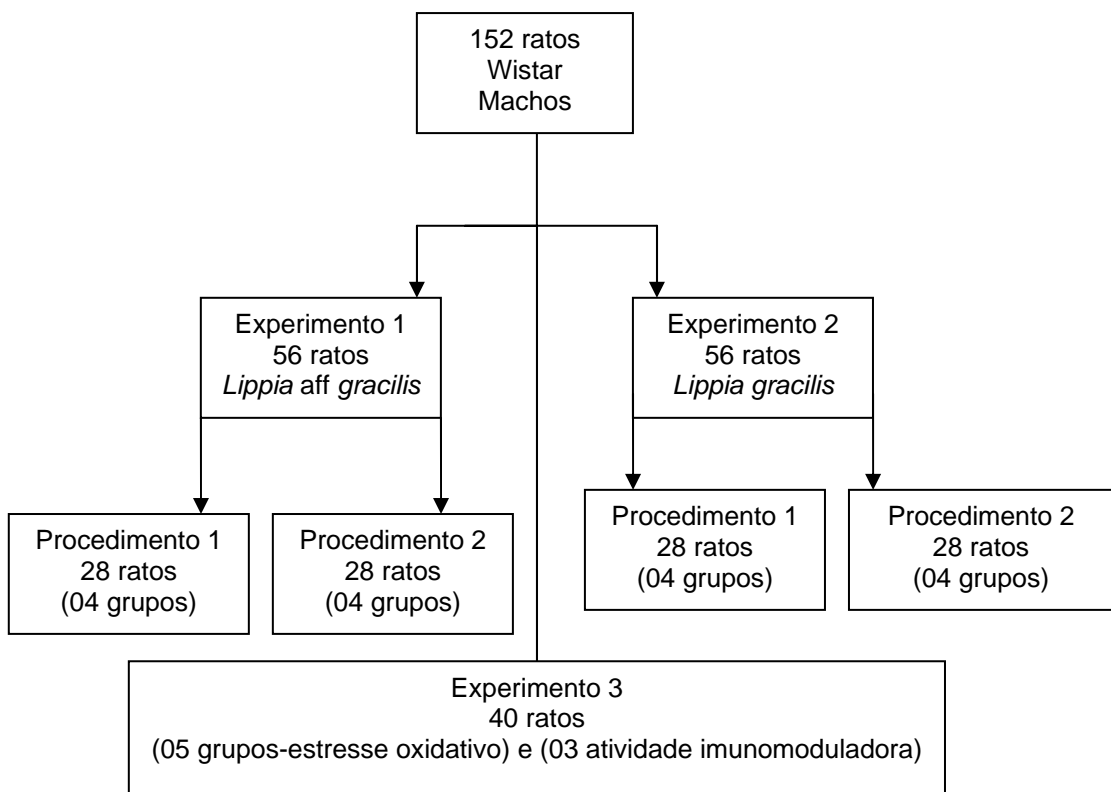 152 ratos
Wistar
Machos
Experimento 1
56 ratos
Lippia aff gracilis
Experimento 2
56 ratos
Lippia gracilis
Procedimento 1
28 ratos
(04 grupos)
Procedimento 2
28 ratos
(04 grupos)
Procedimento 1
28 ratos
(04 grupos)
Procedimento 2
28 ratos
(04 grupos)
Experimento 3
40 ratos
(05 grupos-estresse oxidativo) e (03 atividade imunomoduladora)